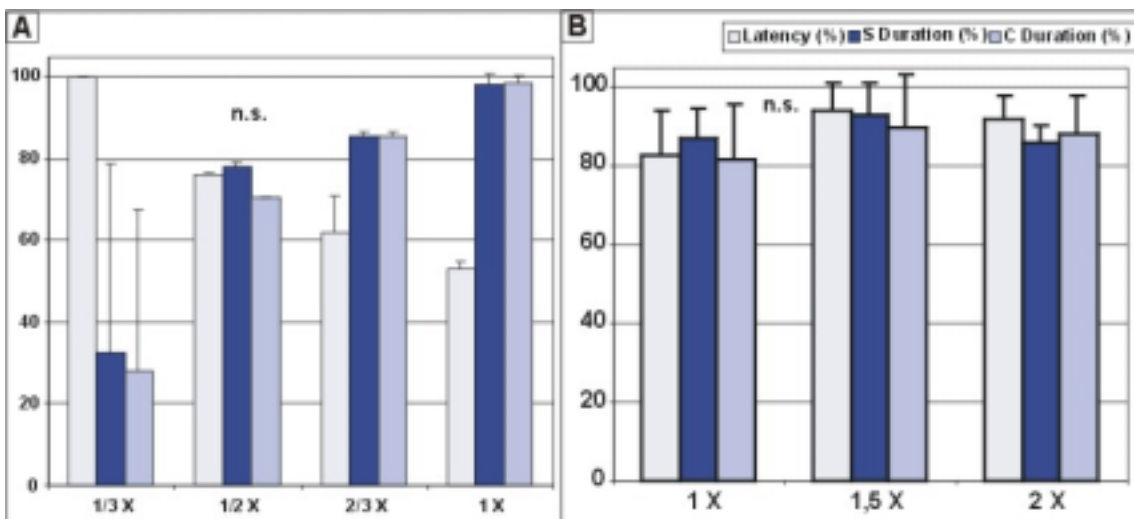 A
100
80
60
40
20
0
n.s.
1/3 X 1/2 X 2/3 X 1 X
B
Latency (%) S Duration (%) C Duration (%)
100
80
60
40
20
0
n.s.
1 X 1,5 X 2 X